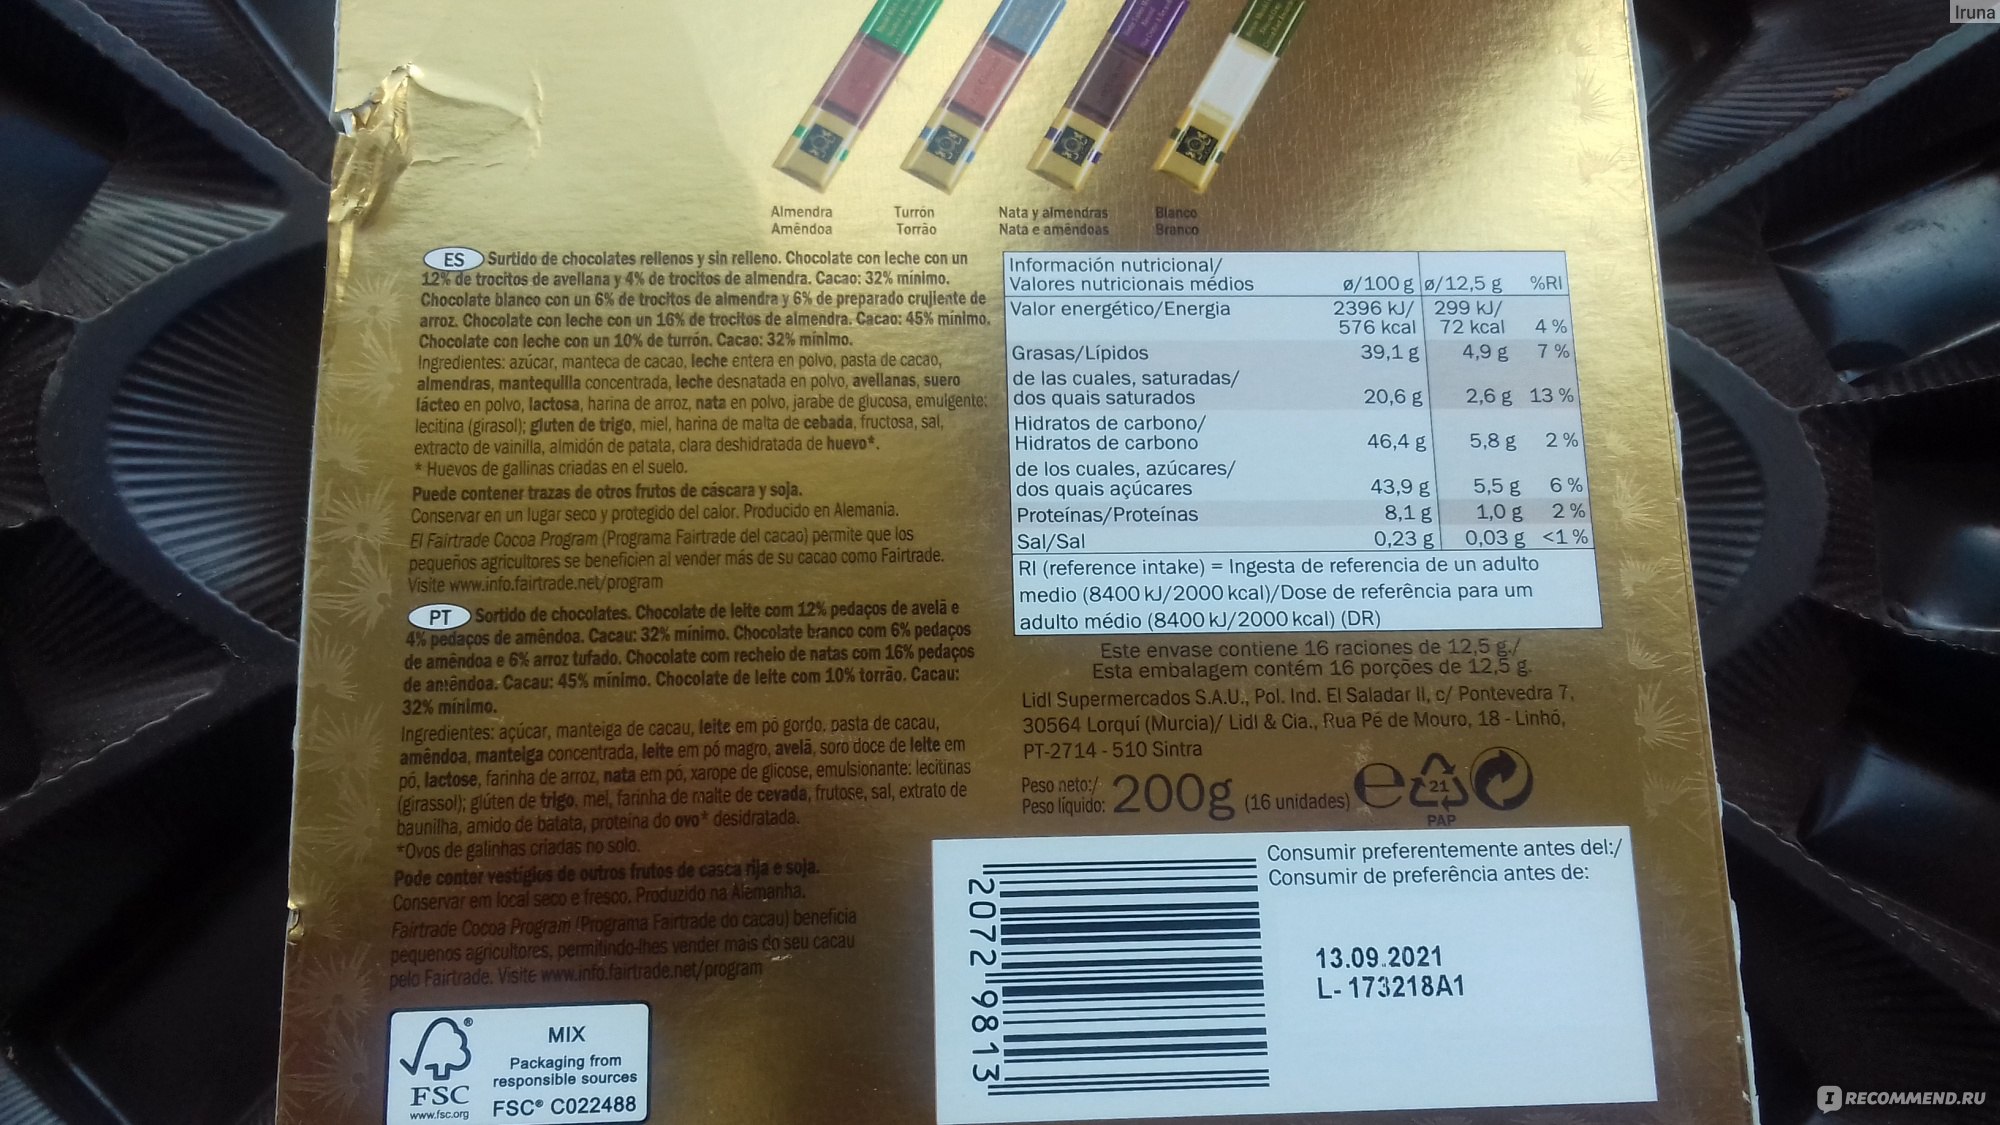 Iruna
Almendra
Amêndoa
Turrón
Torrão
Nata y almendras
Nata e amêndoas
Blanco
Branco
ES Surtido de chocolates rellenos y sin relleno. Chocolate con leche con un
12% de trocitos de avellana y 4% de trocitos de almendra. Cacao: 32% mínimo.
Chocolate blanco con un 6% de trocitos de almendra y 6% de preparado crujiente de
arroz. Chocolate con leche con un 16% de trocitos de almendra. Cacao: 45% mínimo.
Chocolate con leche con un 10% de turrón. Cacao: 32% mínimo.
Ingredientes: azúcar, manteca de cacao, leche entera en polvo, pasta de cacao,
almendras, mantequilla concentrada, leche desnatada en polvo, avellanas, suero
lácteo en polvo, lactosa, harina de arroz, nata en polvo, jarabe de glucosa, emulgente:
lecitina (girasol); gluten de trigo, miel, harina de malta de cebada, fructosa, sal,
extracto de vainilla, almidón de patata, clara deshidratada de huevo*.
* Huevos de gallinas criadas en el suelo.
Puede contener trazas de otros frutos de cáscara y soja.
Conservar en un lugar seco y protegido del calor. Producido en Alemania.
El Fairtrade Cocoa Program (Programa Fairtrade del cacao) permite que los
pequeños agricultores se beneficien al vender más de su cacao como Fairtrade.
Visite www.info.fairtrade.net/program
PT Sortido de chocolates. Chocolate de leite com 12% pedaços de avelã e
4% pedaços de amêndoa. Cacau: 32% mínimo. Chocolate branco com 6% pedaços
de amêndoa e 6% arroz tufado. Chocolate com recheio de natas com 16% pedaços
de amêndoa. Cacau: 45% mínimo. Chocolate de leite com 10% torrão. Cacau:
32% mínimo.
Ingredientes: açúcar, manteiga de cacau, leite em pó gordo, pasta de cacau,
amêndoa, manteiga concentrada, leite em pó magro, avelã, soro doce de leite em
pó, lactose, farinha de arroz, nata em pó, xarope de glicose, emulsionante: lecitinas
(girassol); glúten de trigo, mel, farinha de malte de cevada, frutose, sal, extrato de
baunilha, amido de batata, proteína do ovo* desidratada.
*Ovos de galinhas criadas no solo.
Pode conter vestígios de outros frutos de casca rija e soja.
Conservar em local seco e fresco. Produzido na Alemanha.
Fairtrade Cocoa Program (Programa Fairtrade do cacau) beneficia
pequenos agricultores, permitindo-lhes vender mais do seu cacau
pelo Fairtrade. Visite www.info.fairtrade.net/program
FSC
www.fsc.org
MIX
Packaging from
responsible sources
FSC® C022488
Información nutricional/
Valores nutricionais médios ø/100 g ø/12,5 g %RI
Valor energético/Energia 2396 kJ/ 299 kJ/
576 kcal 72 kcal 4 %
Grasas/Lípidos 39,1 g 4,9 g 7 %
de las cuales, saturadas/
dos quais saturados 20,6 g 2,6 g 13 %
Hidratos de carbono/
Hidratos de carbono 46,4 g 5,8 g 2 %
de los cuales, azúcares/
dos quais açúcares 43,9 g 5,5 g 6 %
Proteínas/Proteínas 8,1 g 1,0 g 2 %
Sal/Sal 0,23 g 0,03 g <1 %
RI (reference intake) = Ingesta de referencia de un adulto
medio (8400 kJ/2000 kcal)/Dose de referência para um
adulto médio (8400 kJ/2000 kcal) (DR)
Este envase contiene 16 raciones de 12,5 g./
Esta embalagem contém 16 porções de 12,5 g.
Lidl Supermercados S.A.U., Pol. Ind. El Saladar II, c/ Pontevedra 7,
30564 Lorquí (Murcia)/ Lidl & Cia., Rua Pé de Mouro, 18 - Linhó,
PT-2714 - 510 Sintra
Peso neto:/
Peso líquido: 200g (16 unidades) e 21
PAP
Consumir preferentemente antes del:/
Consumir de preferência antes de:
13.09.2021
L- 173218A1
20729813
IRECOMMEND.RU